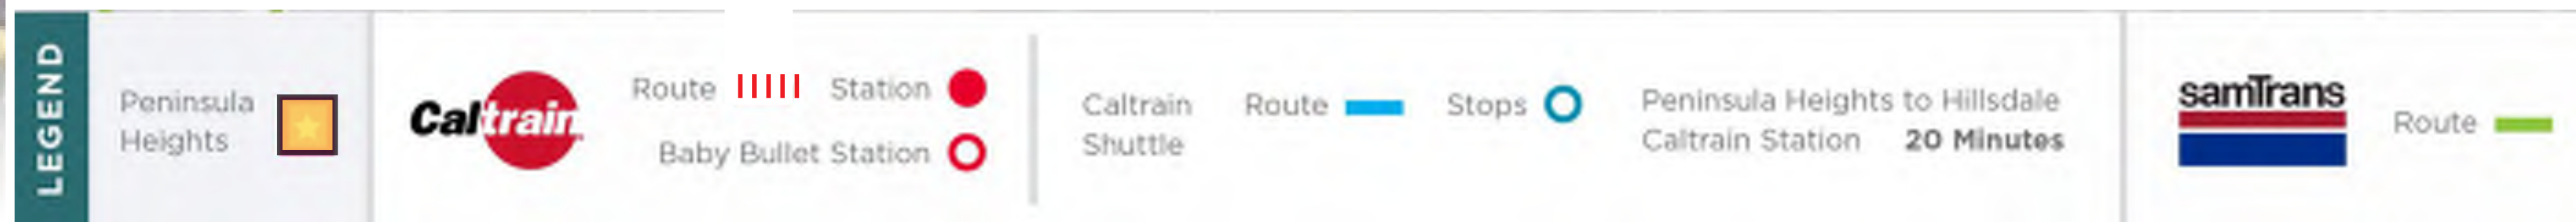 LEGEND
Peninsula
Heights
Caltrain
Route
Station
Baby Bullet Station
Caltrain
Shuttle
Route
Stops
Peninsula Heights to Hillsdale
Caltrain Station 20 Minutes
samTrans
Route